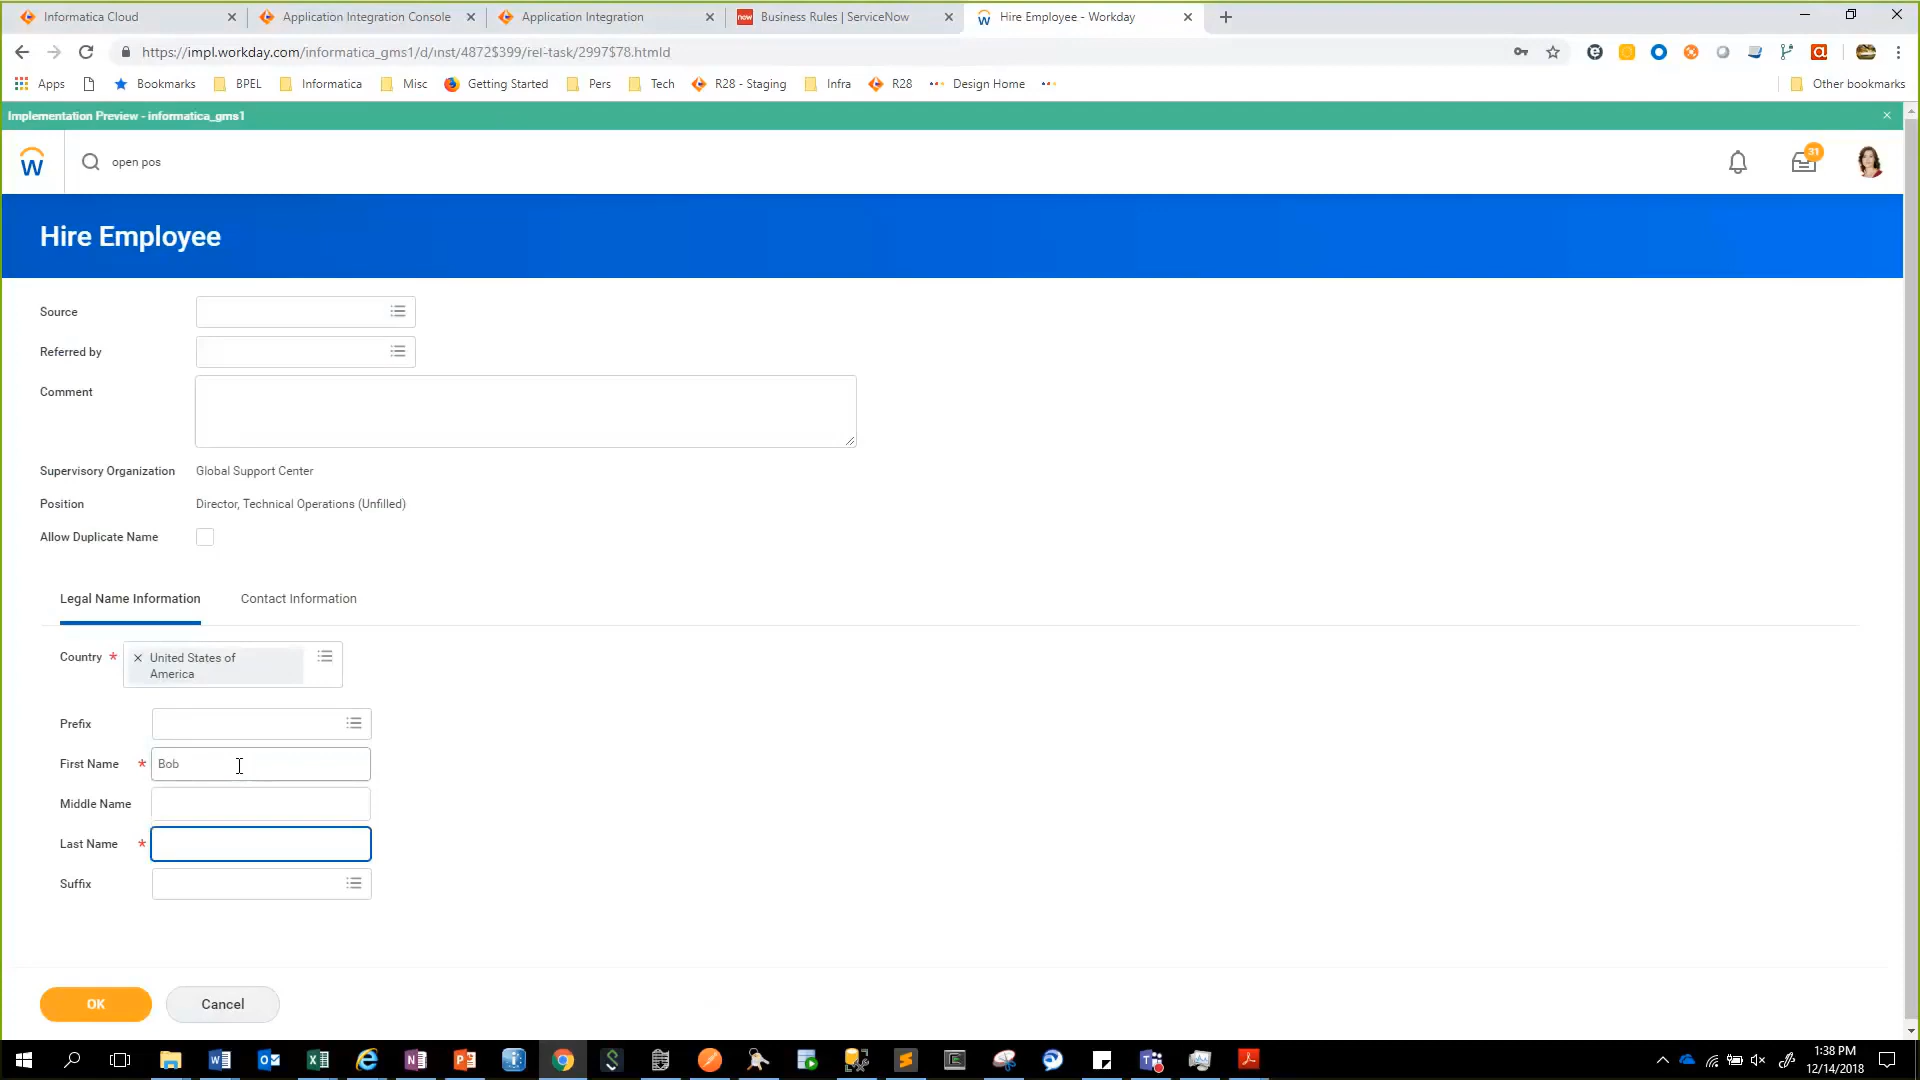 Informatica Cloud
Application Integration Console
Application Integration
now
Business Rules | ServiceNow
Hire Employee - Workday
https://impl.workday.com/informatica_gms1/d/inst/4872$399/rel-task/2997$78.htmld
Apps
Bookmarks
BPEL
Informatica
Misc
Getting Started
Pers
Tech
R28 - Staging
Infra
R28
Design Home
Other bookmarks
Implementation Preview - informatica_gms1
W
open pos
31
Hire Employee
Source
Referred by
Comment
Supervisory Organization Global Support Center
Position Director, Technical Operations (Unfilled)
Allow Duplicate Name
Legal Name Information Contact Information
Country * × United States of
America
Prefix
First Name * Bob
Middle Name
Last Name *
Suffix
OK Cancel
1:38 PM
12/14/2018